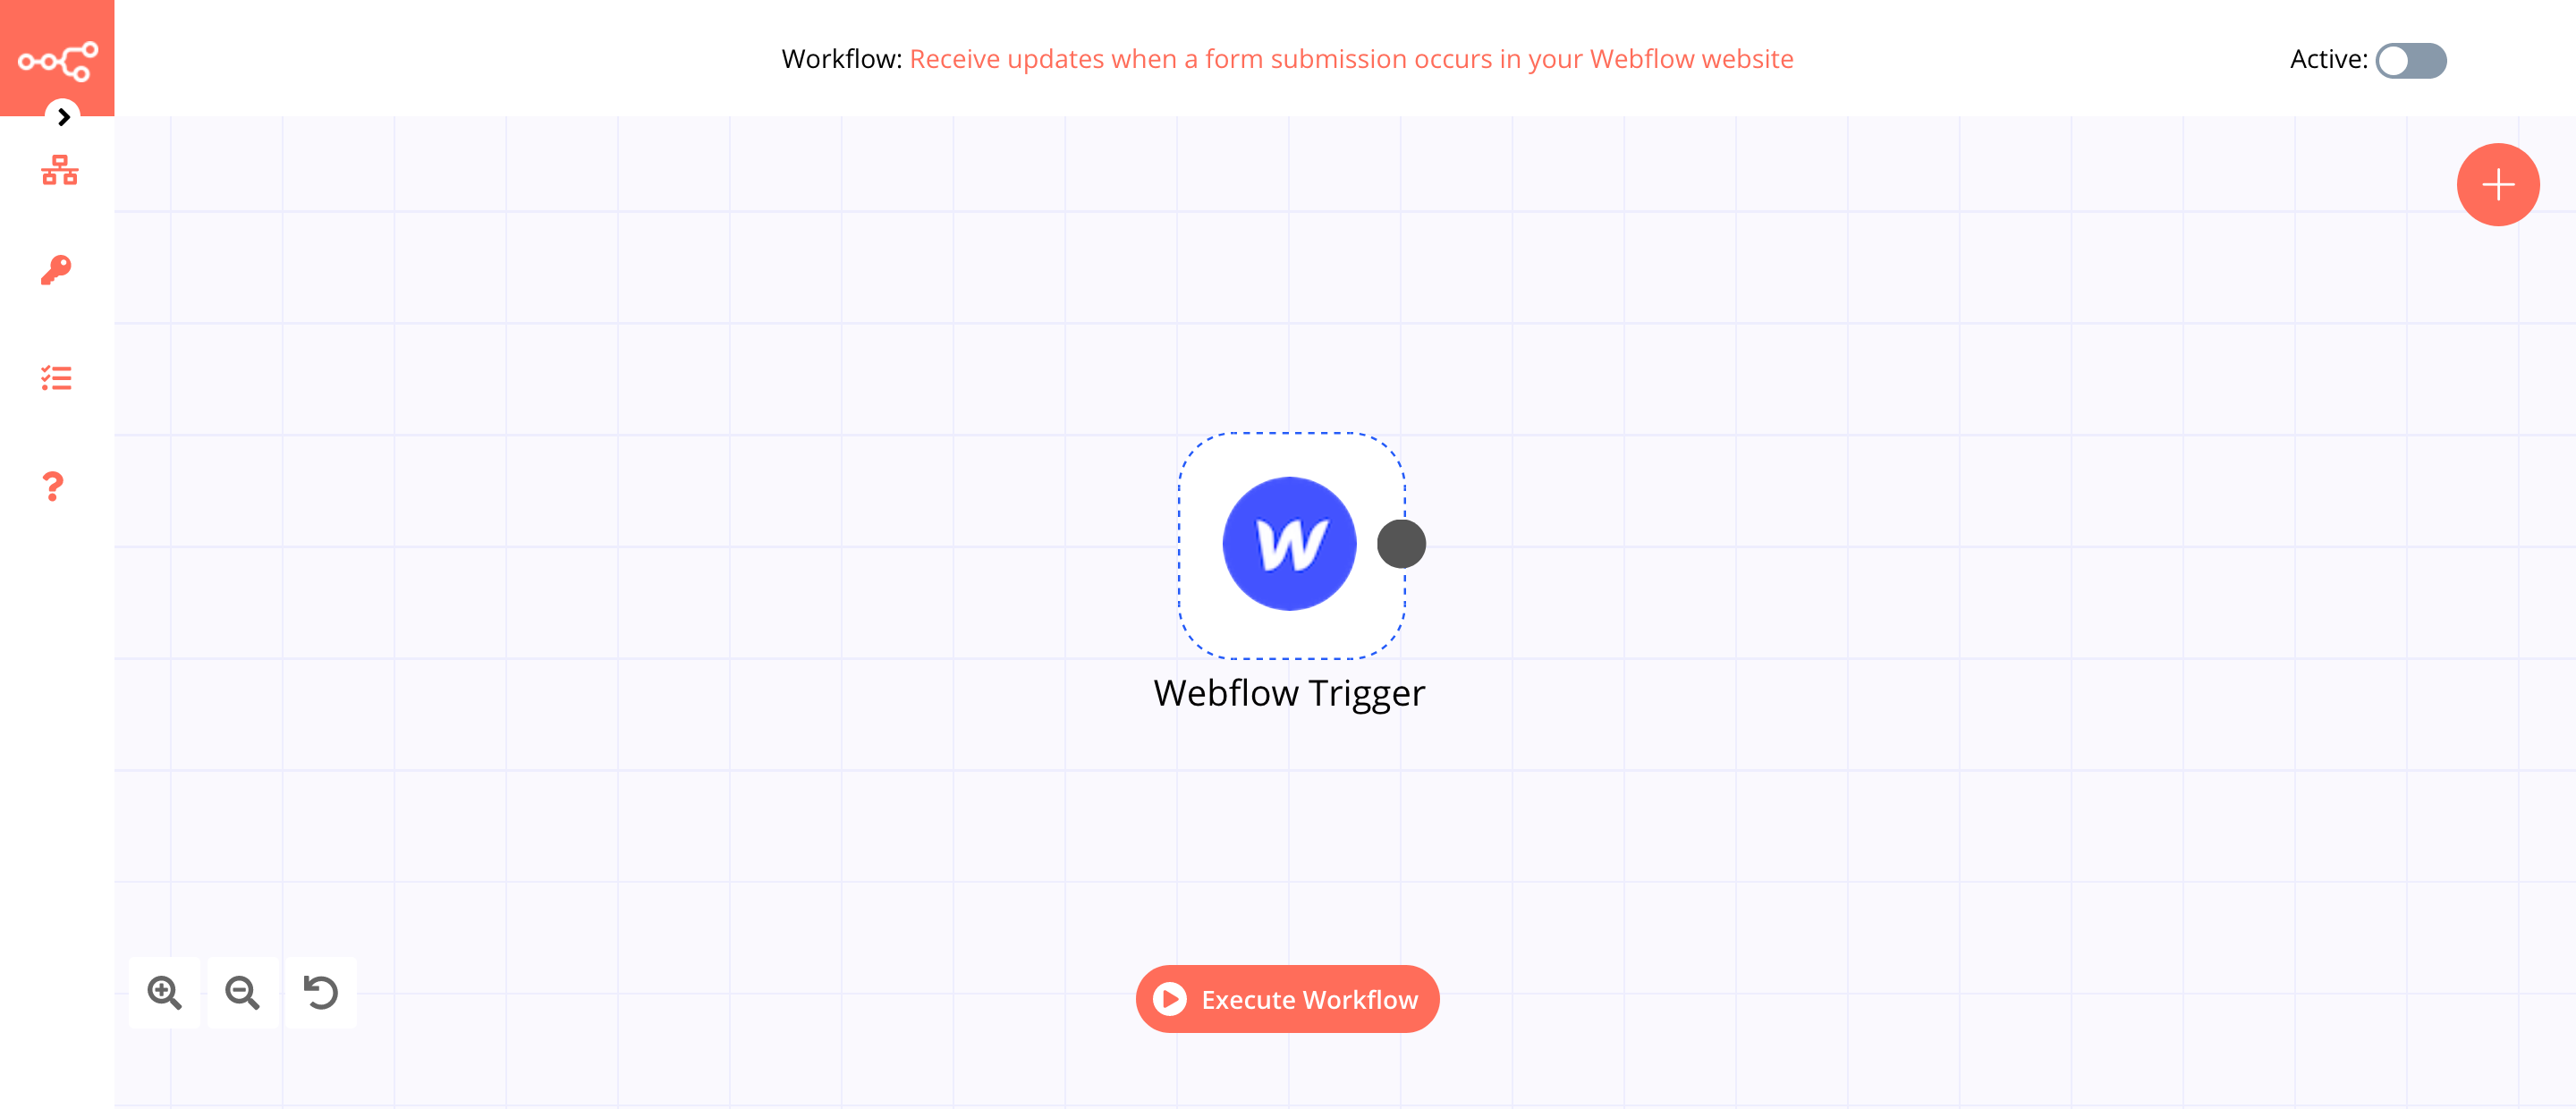 Workflow: Receive updates when a form submission occurs in your Webflow website
Active:
Webflow Trigger
Execute Workflow